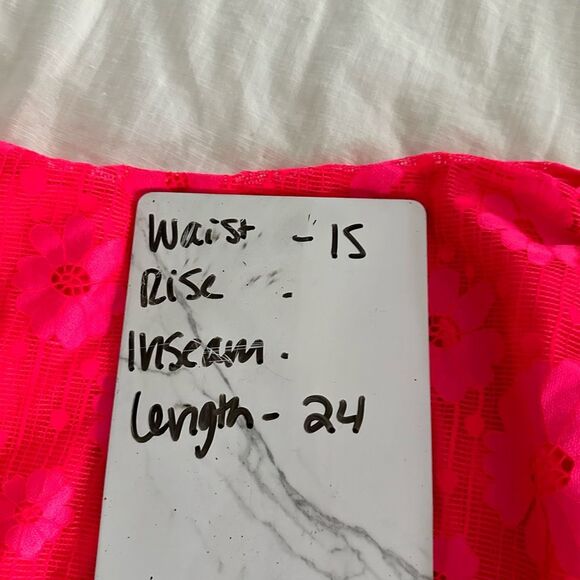 Waist - 15
Rise .
Inseam .
Length - 24